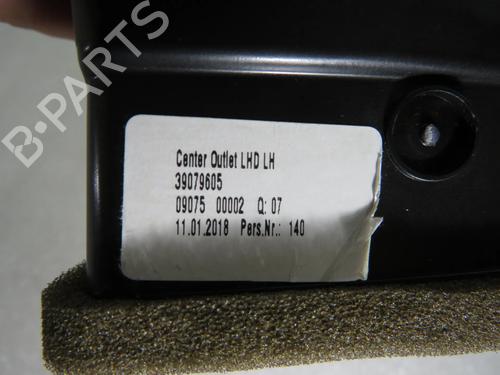 B-PARTS
Center Outlet LHD LH
39079605
09075 00002 Q: 07
11.01.2018 Pers.Nr.: 140